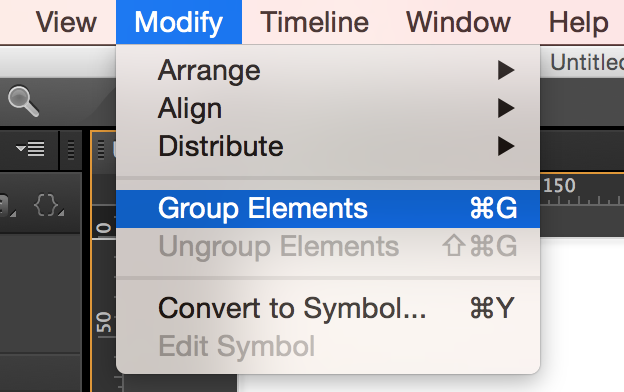 View Modify Timeline Window Help
Untitled
Arrange
Align
Distribute
150
Group Elements ⌘G
0
Ungroup Elements ⇧⌘G
Convert to Symbol... ⌘Y
50
Edit Symbol